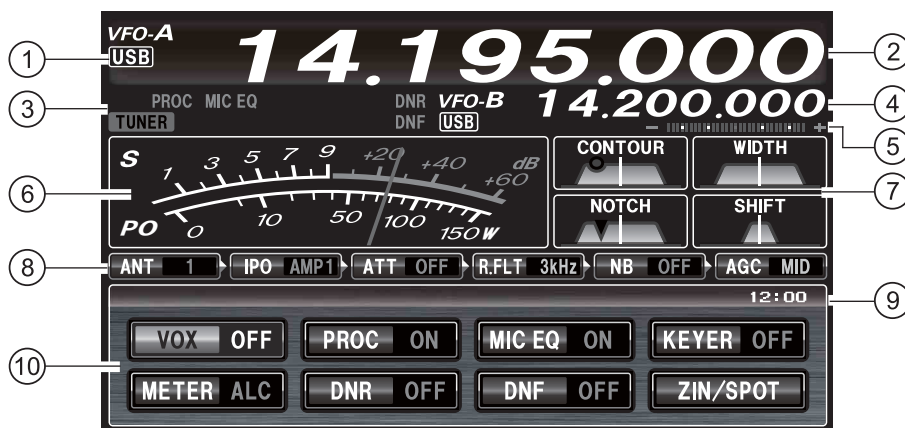 VFO-A
① USB 14.195.000 ②
③ PROC MIC EQ DNR VFO-B 14.200.000 ④
TUNER DNF USB − + ⑤
S 1 3 5 7 9 +20 +40 +60 dB
⑥
PO 0 10 50 100 150 W
CONTOUR WIDTH
⑦
NOTCH SHIFT
⑧ ANT 1 IPO AMP1 ATT OFF R.FLT 3kHz NB OFF AGC MID
12:00 ⑨
VOX OFF PROC ON MIC EQ ON KEYER OFF
⑩
METER ALC DNR OFF DNF OFF ZIN/SPOT